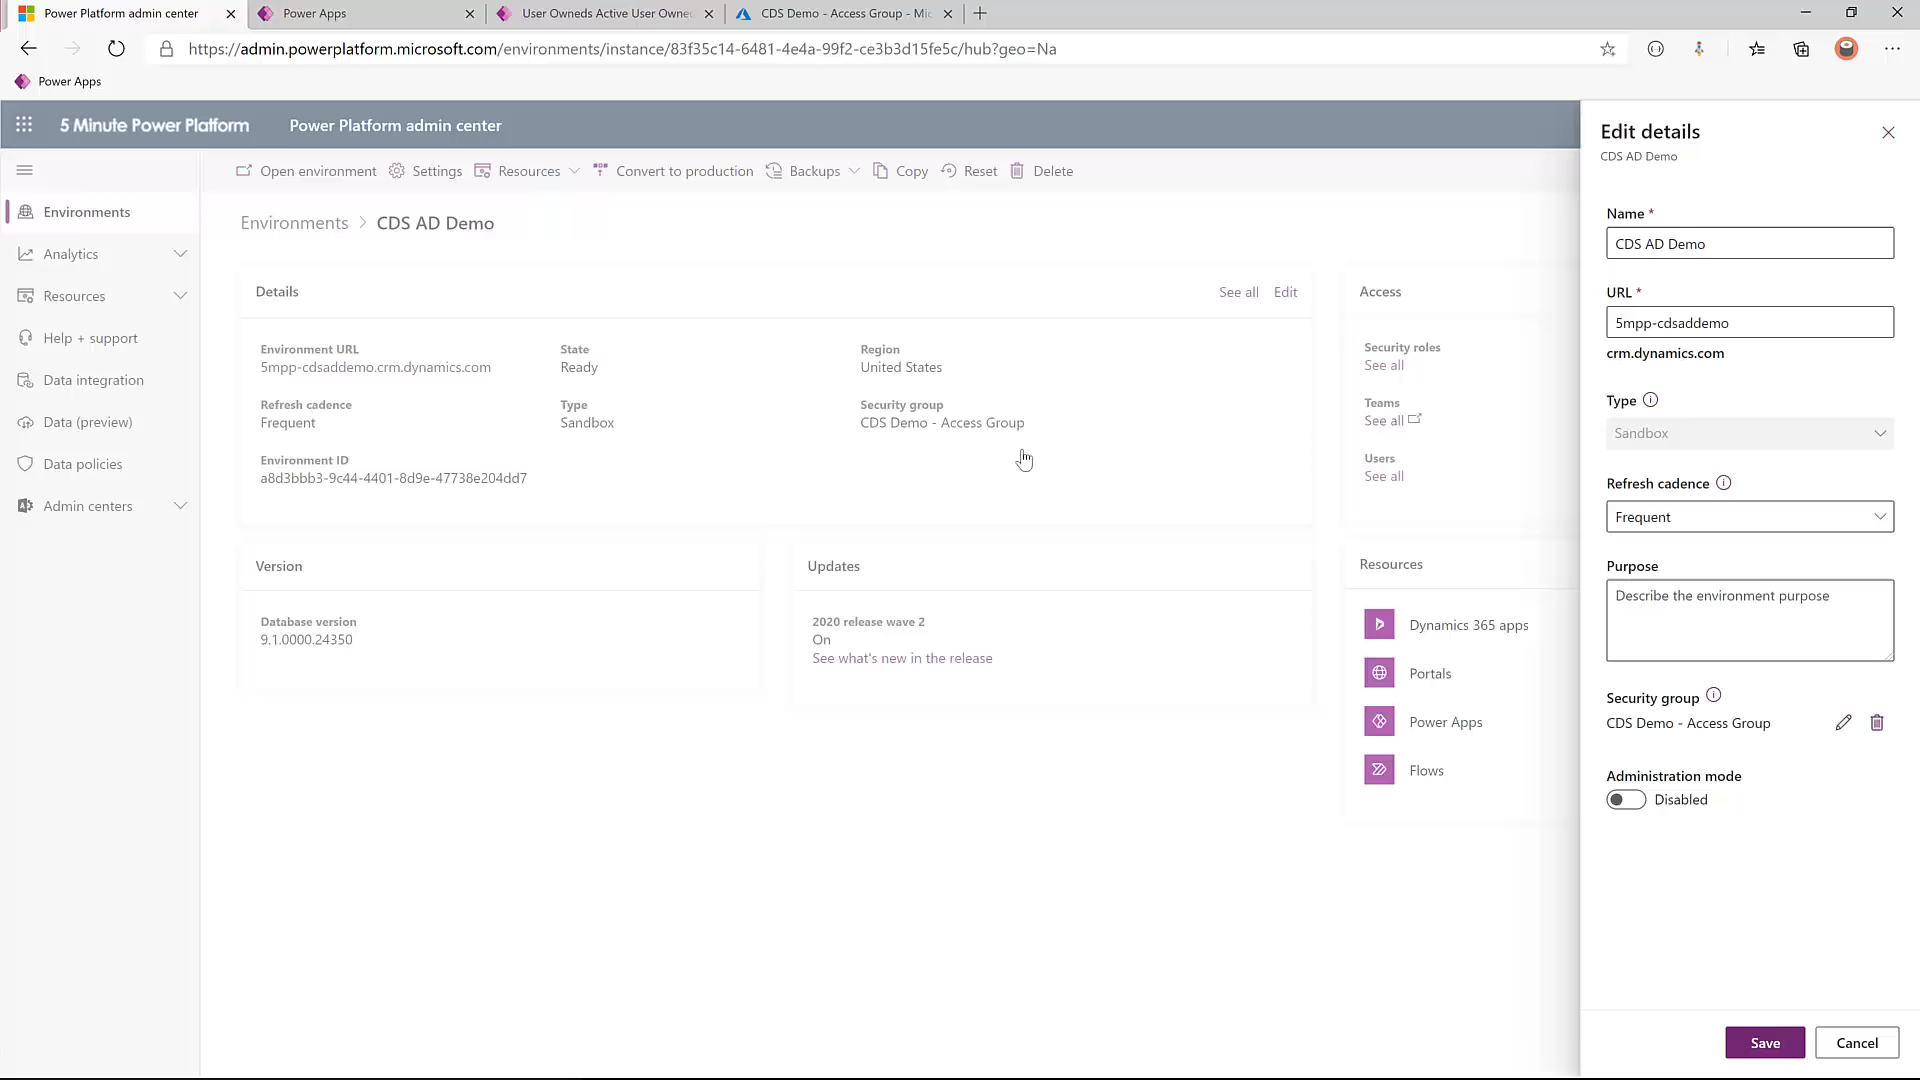 Power Platform admin center
Power Apps
User Owneds Active User Owne
CDS Demo - Access Group - Mic
https://admin.powerplatform.microsoft.com/environments/instance/83f35c14-6481-4e4a-99f2-ce3b3d15fe5c/hub?geo=Na
Power Apps
5 Minute Power Platform
Power Platform admin center
Open environment
Settings
Resources
Convert to production
Backups
Copy
Reset
Delete
Environments
Analytics
Resources
Help + support
Data integration
Data (preview)
Data policies
Admin centers
Environments > CDS AD Demo
Details
See all
Edit
Environment URL
5mpp-cdsaddemo.crm.dynamics.com
State
Ready
Region
United States
Refresh cadence
Frequent
Type
Sandbox
Security group
CDS Demo - Access Group
Environment ID
a8d3bbb3-9c44-4401-8d9e-47738e204dd7
Version
Database version
9.1.0000.24350
Updates
2020 release wave 2
On
See what's new in the release
Access
Security roles
See all
Teams
See all
Users
See all
Resources
Dynamics 365 apps
Portals
Power Apps
Flows
Edit details
CDS AD Demo
Name *
CDS AD Demo
URL *
5mpp-cdsaddemo
crm.dynamics.com
Type
Sandbox
Refresh cadence
Frequent
Purpose
Describe the environment purpose
Security group
CDS Demo - Access Group
Administration mode
Disabled
Save
Cancel